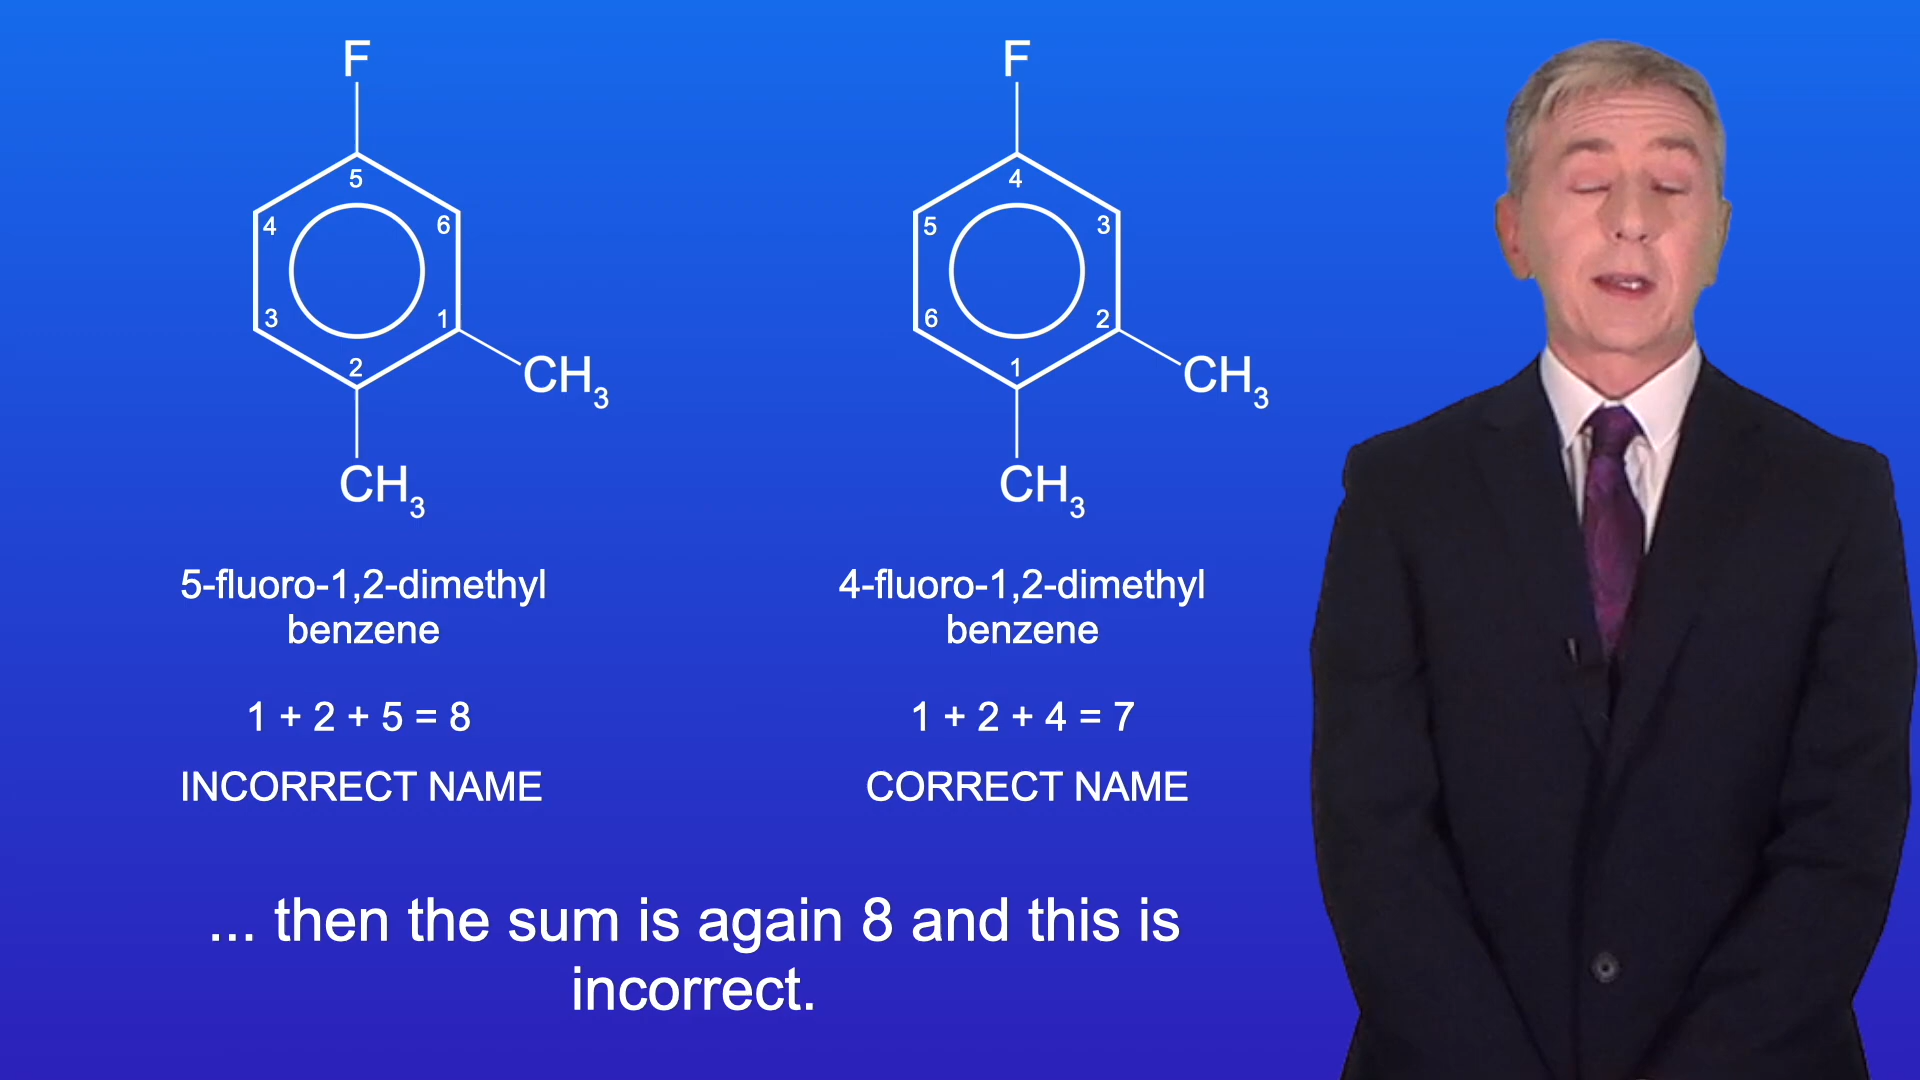 F
5
4
6
3
1
2
CH3
CH3
5-fluoro-1,2-dimethyl
benzene
1 + 2 + 5 = 8
INCORRECT NAME
F
4
5
3
6
2
1
CH3
CH3
4-fluoro-1,2-dimethyl
benzene
1 + 2 + 4 = 7
CORRECT NAME
... then the sum is again 8 and this is
incorrect.